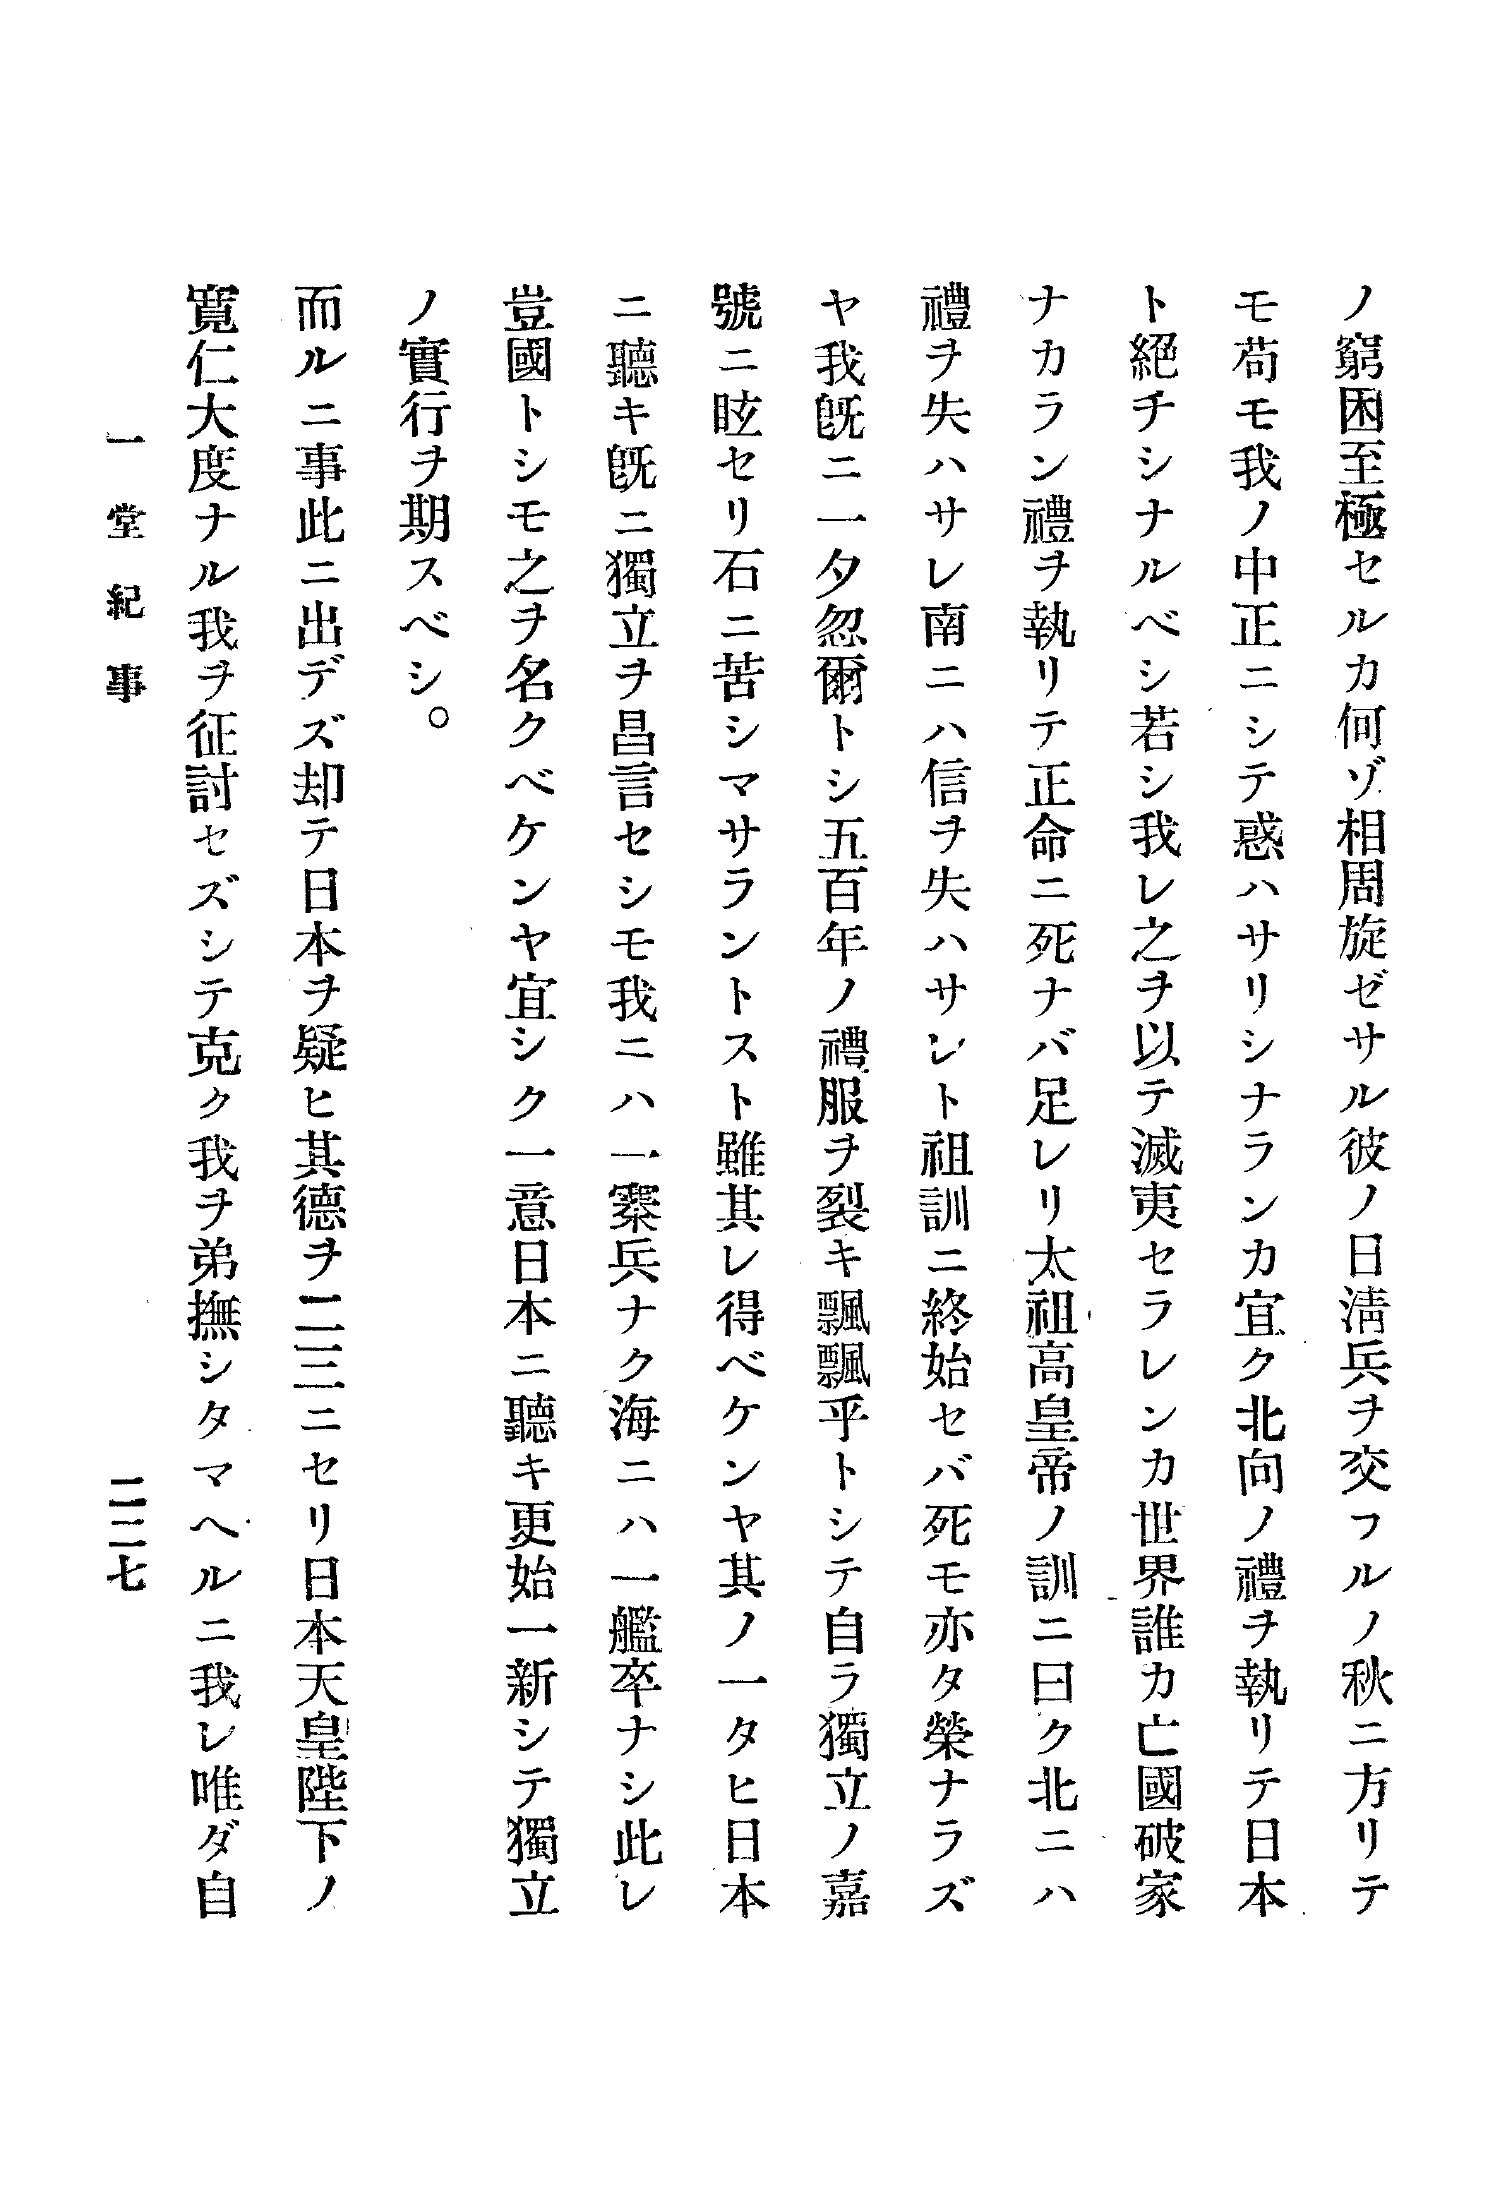 ノ窮困至極セルカ何ゾ相周旋ゼサル彼ノ日淸兵ヲ交フルノ秋ニ方リテ
モ苟モ我ノ中正ニシテ惑ハサリシナランカ宜ク北向ノ禮ヲ執リテ日本
ト絕チシナルベシ若シ我レ之ヲ以テ滅夷セラレンカ世界誰カ亡國破家
ナカラン禮ヲ執リテ正命ニ死ナバ足レリ太祖高皇帝ノ訓ニ曰ク北ニハ
禮ヲ失ハサレ南ニハ信ヲ失ハサレト祖訓ニ終始セバ死モ亦タ榮ナラズ
ヤ我旣ニ一夕忽爾トシ五百年ノ禮服ヲ裂キ飄飄乎トシテ自ラ獨立ノ嘉
號ニ眩セリ石ニ苦シマサラントスト雖其レ得ベケンヤ其ノ一タヒ日本
ニ聽キ旣ニ獨立ヲ昌言セシモ我ニハ一寨兵ナク海ニハ一艦卒ナシ此レ
豈國トシモ之ヲ名クベケンヤ宜シク一意日本ニ聽キ更始一新シテ獨立
ノ實行ヲ期スベシ。
而ルニ事此ニ出デズ却テ日本ヲ疑ヒ其德ヲ二三ニセリ日本天皇陛下ノ
寬仁大度ナル我ヲ征討セズシテ克ク我ヲ弟撫シタマヘルニ我レ唯ダ自
一堂紀事
二二七